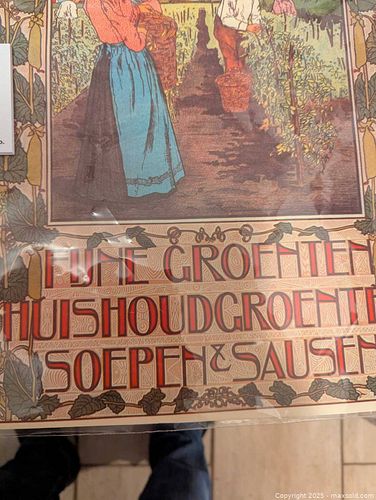 FIJNE GROENTEN
HUISHOUDGROENTE
SOEPEN & SAUSEN
Copyright 2025 - maxsold.com